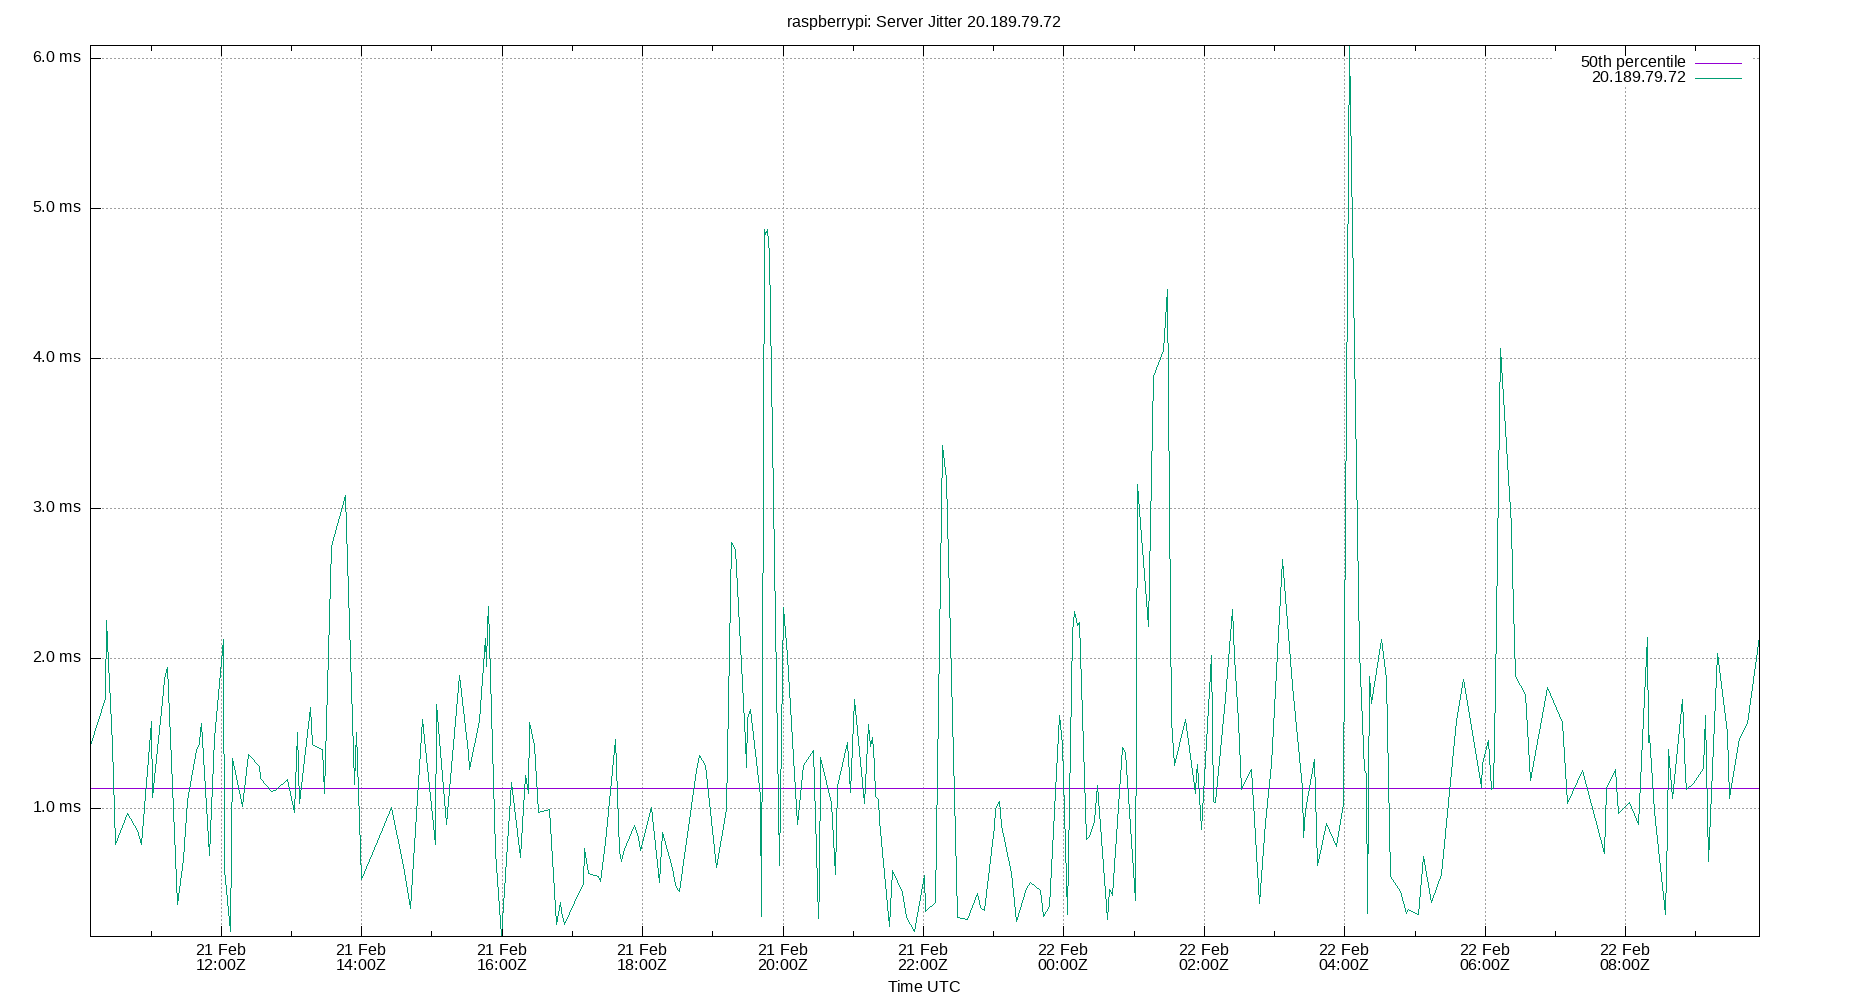 raspberrypi: Server Jitter 20.189.79.72
6.0 ms
50th percentile
20.189.79.72
5.0 ms
4.0 ms
3.0 ms
2.0 ms
1.0 ms
21 Feb 21 Feb 21 Feb 21 Feb 21 Feb 21 Feb 22 Feb 22 Feb 22 Feb 22 Feb 22 Feb
12:00Z 14:00Z 16:00Z 18:00Z 20:00Z 22:00Z 00:00Z 02:00Z 04:00Z 06:00Z 08:00Z
Time UTC